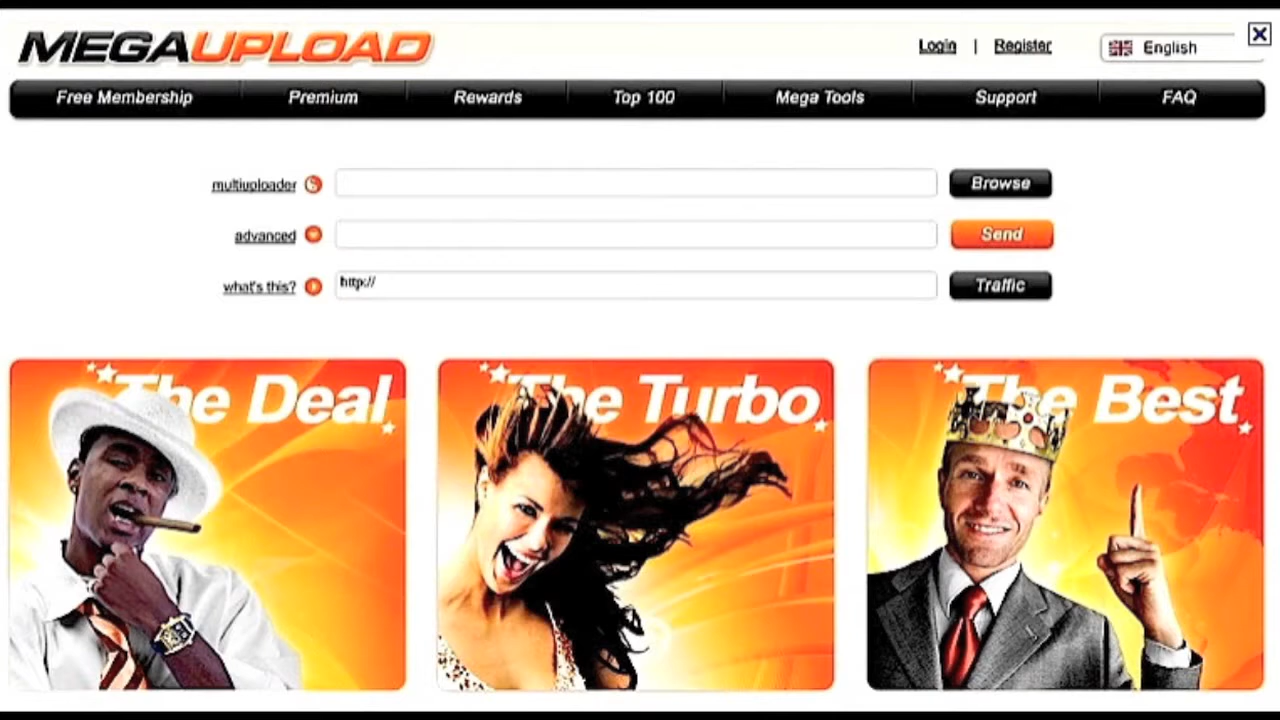 MEGAUPLOAD
Login | Register
English
Free Membership
Premium
Rewards
Top 100
Mega Tools
Support
FAQ
multiuploader
Browse
advanced
Send
what's this?
http://
Traffic
The Deal
The Turbo
The Best